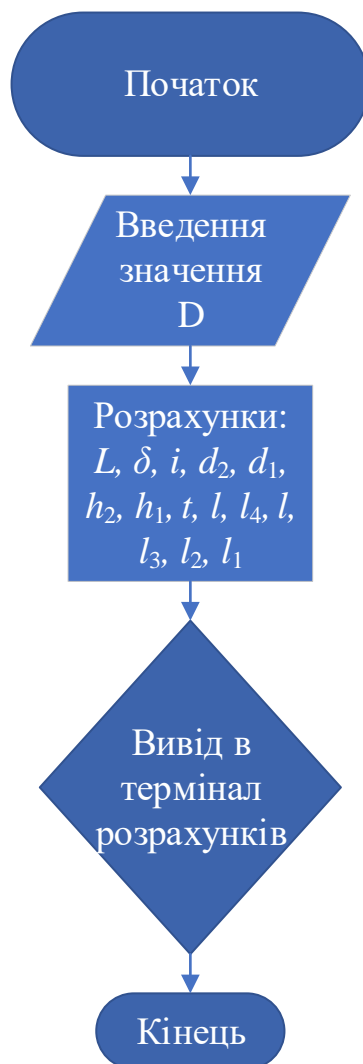 Початок
Введення
значення
D
Розрахунки:
L, δ, i, d₂, d₁,
h₂, h₁, t, l, l₄, l,
l₃, l₂, l₁
Вивід в
термінал
розрахунків
Кінець